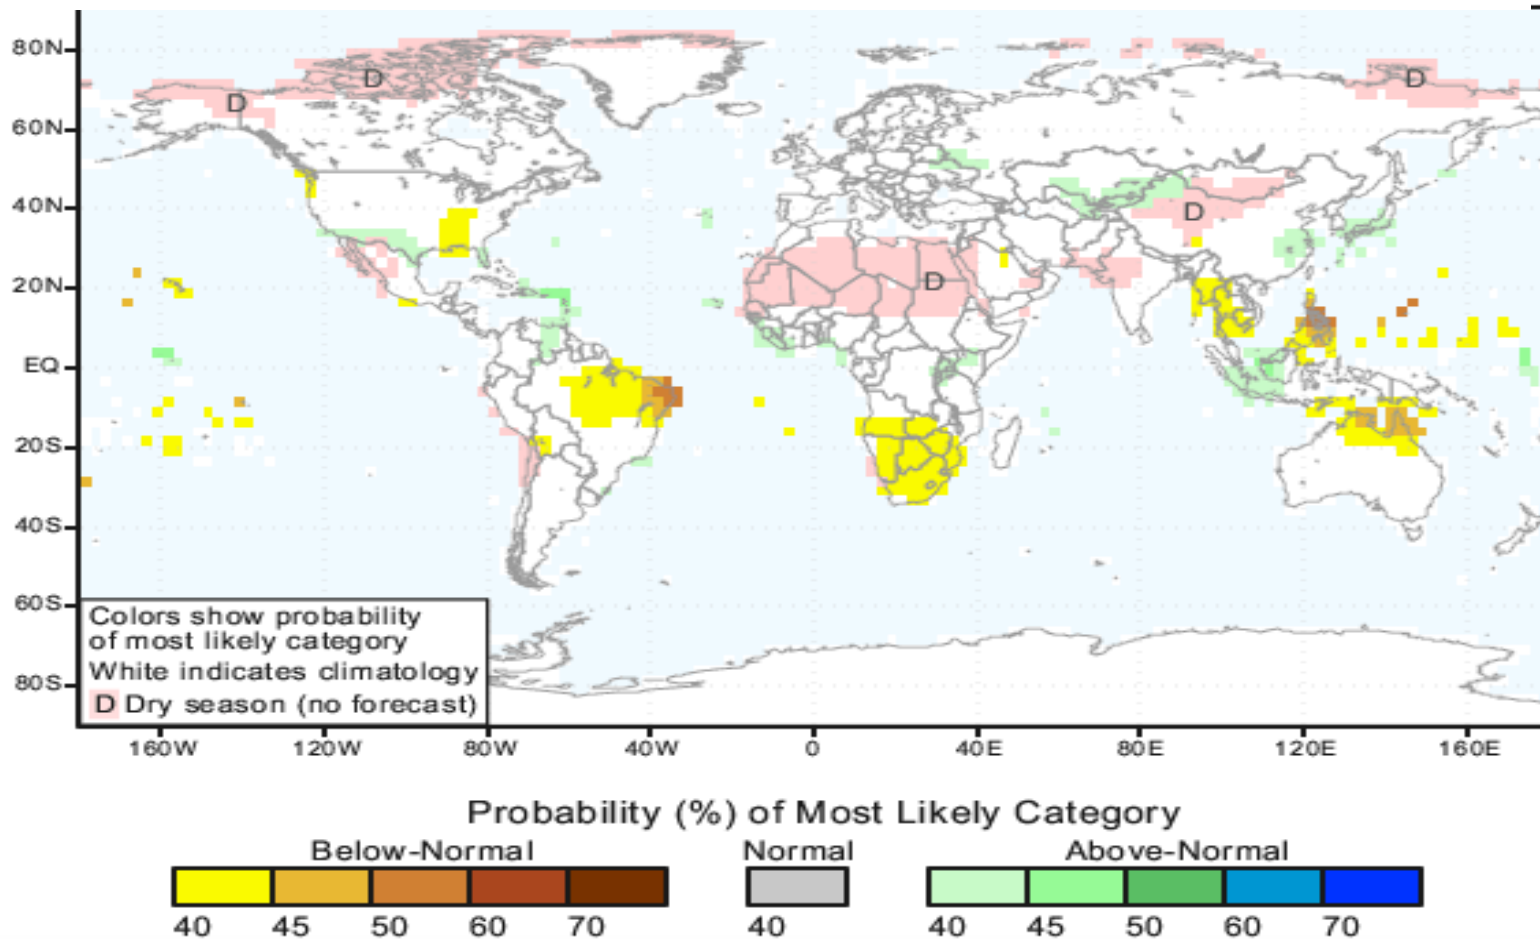 80N
60N
40N
20N
EQ
20S
40S
60S
80S
D
D
D
D
D
Colors show probability
of most likely category
White indicates climatology
D Dry season (no forecast)
160W 120W 80W 40W 0 40E 80E 120E 160E
Probability (%) of Most Likely Category
Below-Normal Normal Above-Normal
40 45 50 60 70 40 40 45 50 60 70